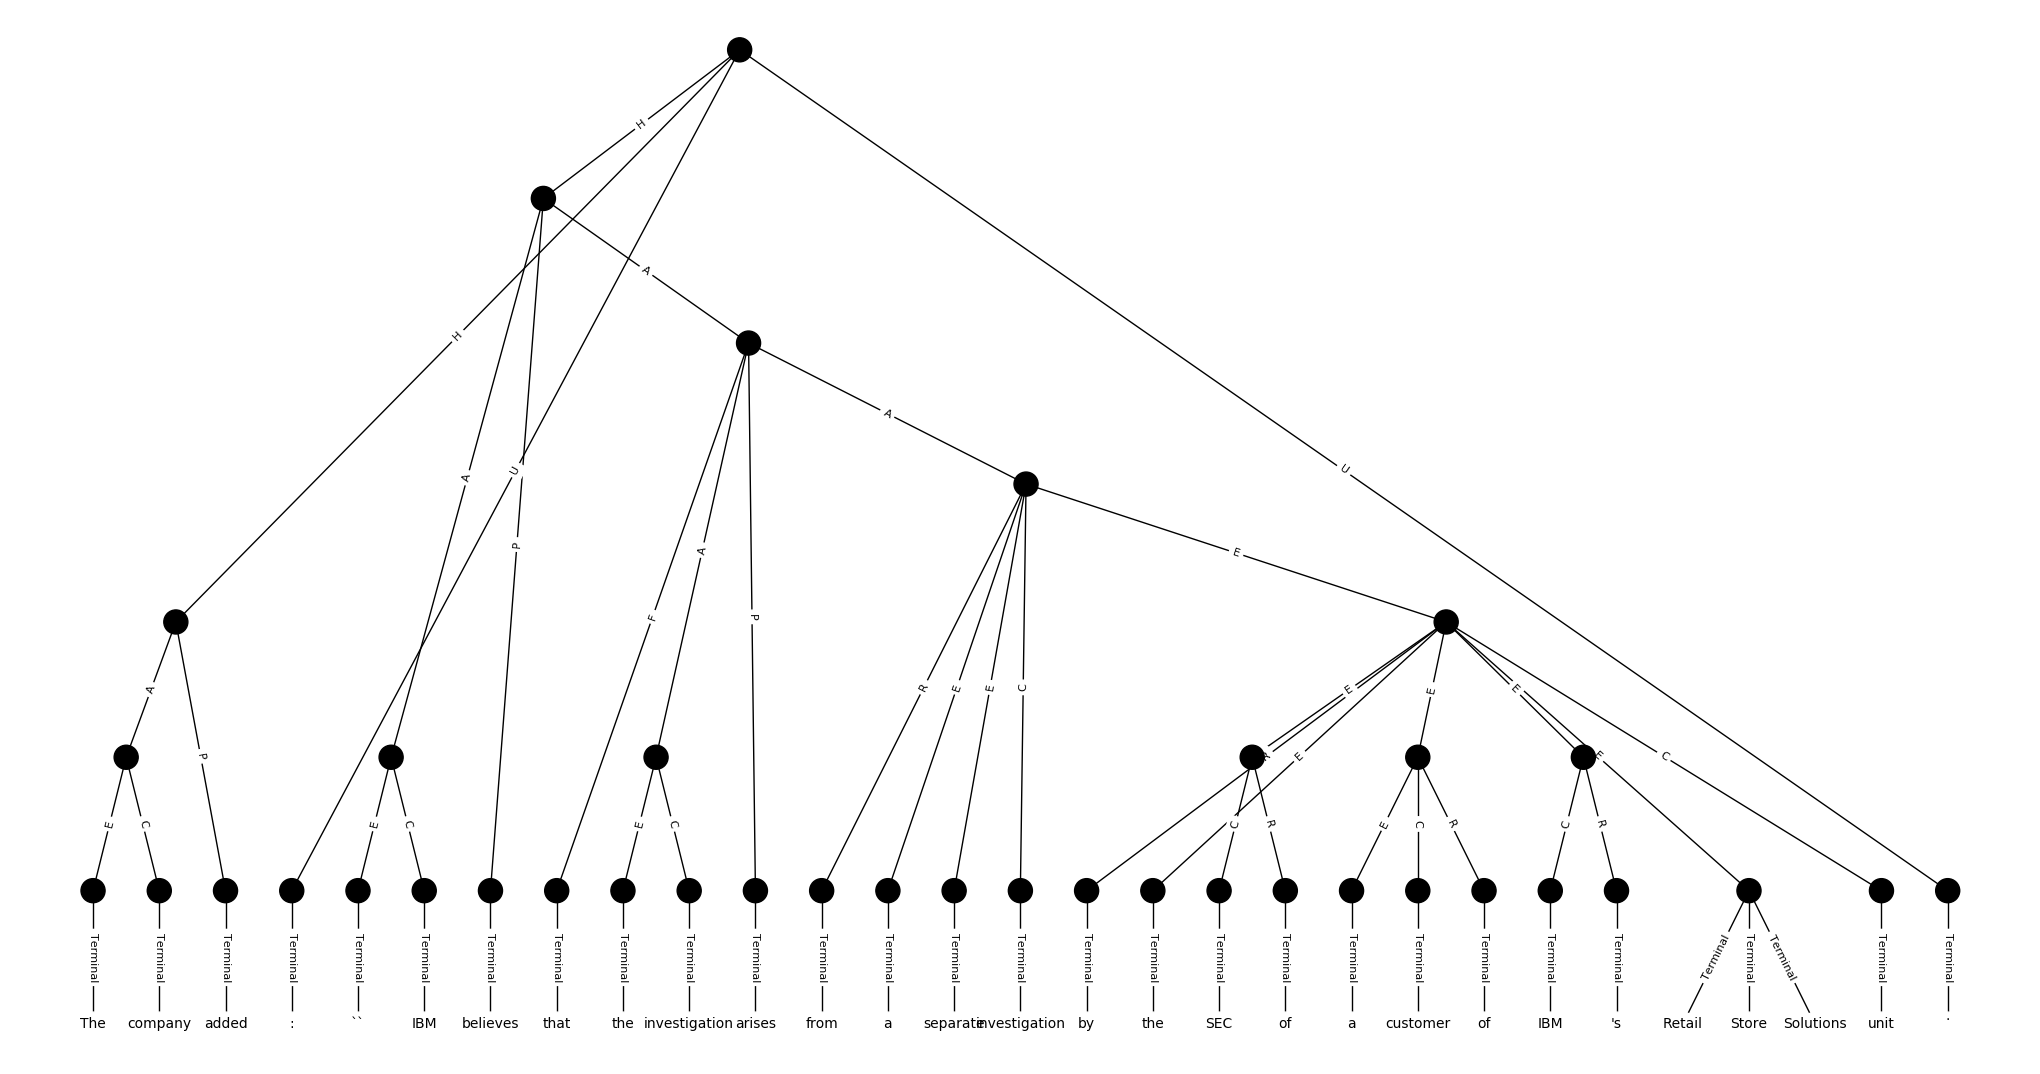 H
A
H
A
U
A
U
P
A
F
A
P
E
R
E
E
C
A
P
E
R
E
E
E
E
C
E
C
E
C
E
C
C
R
E
C
R
C
R
Terminal Terminal Terminal Terminal Terminal Terminal Terminal Terminal Terminal Terminal Terminal Terminal Terminal Terminal Terminal Terminal Terminal Terminal Terminal Terminal Terminal Terminal Terminal Terminal Terminal Terminal Terminal Terminal Terminal
The company added : `` IBM believes that the investigation arises from a separate investigation by the SEC of a customer of IBM 's Retail Store Solutions unit .